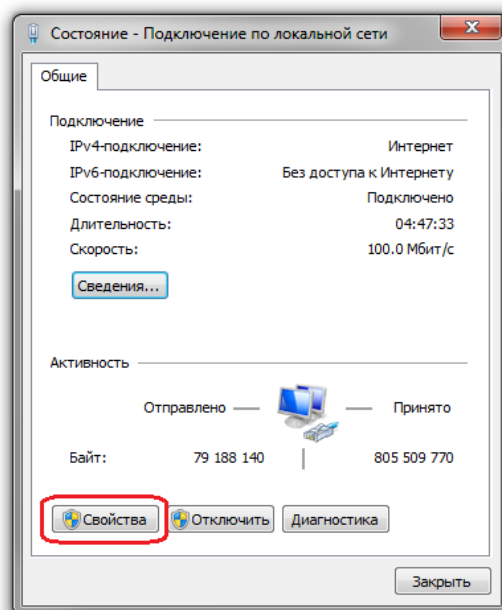 Состояние - Подключение по локальной сети
Общие
Подключение
IPv4-подключение: Интернет
IPv6-подключение: Без доступа к Интернету
Состояние среды: Подключено
Длительность: 04:47:33
Скорость: 100.0 Мбит/с
Сведения...
Активность
Отправлено — — Принято
Байт: 79 188 140 | 805 509 770
Свойства Отключить Диагностика
Закрыть